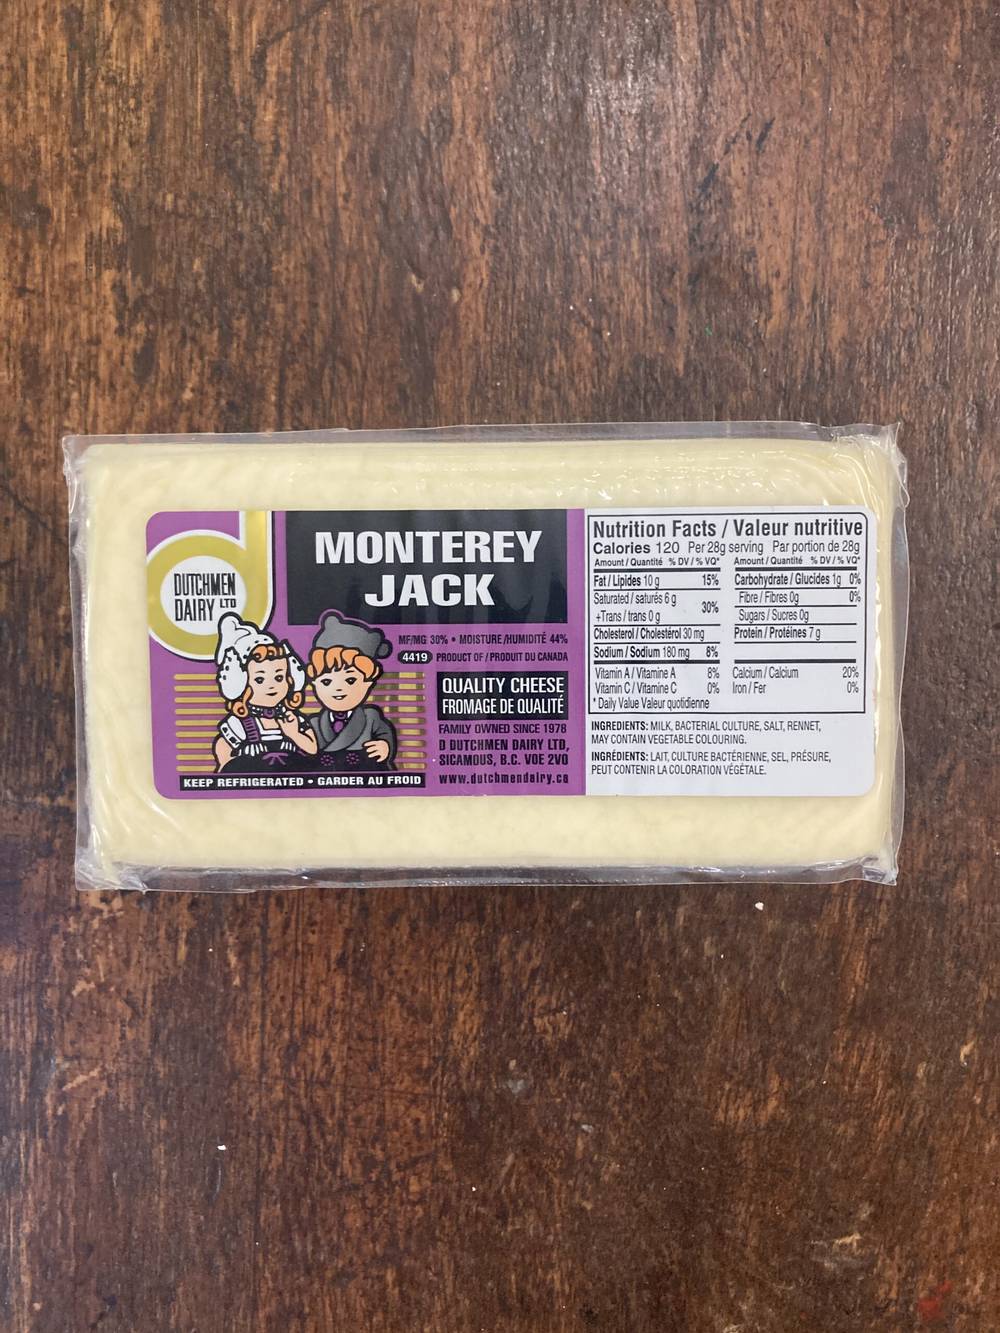 DUTCHMEN
DAIRY LTD
MONTEREY
JACK
MF/MG 30% • MOISTURE/HUMIDITÉ 44%
4419 PRODUCT OF / PRODUIT DU CANADA
QUALITY CHEESE
FROMAGE DE QUALITÉ
FAMILY OWNED SINCE 1978
D DUTCHMEN DAIRY LTD,
SICAMOUS, B.C. VOE 2VO
www.dutchmendairy.ca
KEEP REFRIGERATED • GARDER AU FROID
Nutrition Facts / Valeur nutritive
Calories 120 Per 28g serving Par portion de 28g
Amount / Quantité % DV / % VQ* Amount / Quantité % DV / % VQ*
Fat / Lipides 10 g 15%
Saturated / saturés 6 g
+Trans / trans 0 g 30%
Cholesterol / Cholestérol 30 mg
Sodium / Sodium 180 mg 8%
Carbohydrate / Glucides 1g 0%
Fibre / Fibres 0g 0%
Sugars / Sucres 0g
Protein / Protéines 7 g
Vitamin A / Vitamine A 8% Calcium / Calcium 20%
Vitamin C / Vitamine C 0% Iron / Fer 0%
* Daily Value Valeur quotidienne
INGREDIENTS: MILK, BACTERIAL CULTURE, SALT, RENNET,
MAY CONTAIN VEGETABLE COLOURING.
INGRÉDIENTS: LAIT, CULTURE BACTÉRIENNE, SEL, PRÉSURE,
PEUT CONTENIR LA COLORATION VÉGÉTALE.